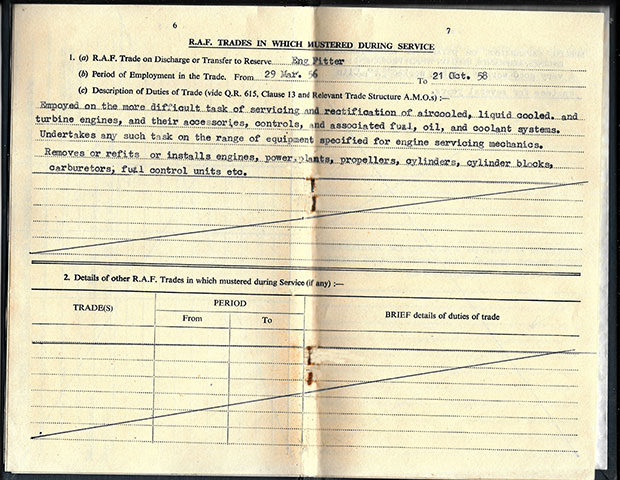 6
7
R.A.F. TRADES IN WHICH MUSTERED DURING SERVICE
1. (a) R.A.F. Trade on Discharge or Transfer to Reserve Eng Fitter
(b) Period of Employment in the Trade. From 29 Mar. 56 To 21 Oct. 58
(c) Description of Duties of Trade (vide Q.R. 615, Clause 13 and Relevant Trade Structure A.M.O.s) :—
Empoyed on the more difficult task of servicing and rectification of aircooled, liquid cooled. and
turbine engines, and their accessories, controls, and associated fual, oil, and coolant systems.
Undertakes any such task on the range of equipment specified for engine servicing mechanics.
Removes or refits or installs engines, power.plants, propellers, cylinders, cylinder blocks,
carburetors, fual control units etc.
2. Details of other R.A.F. Trades in which mustered during Service (if any) :—
TRADE(S) PERIOD BRIEF details of duties of trade
From To